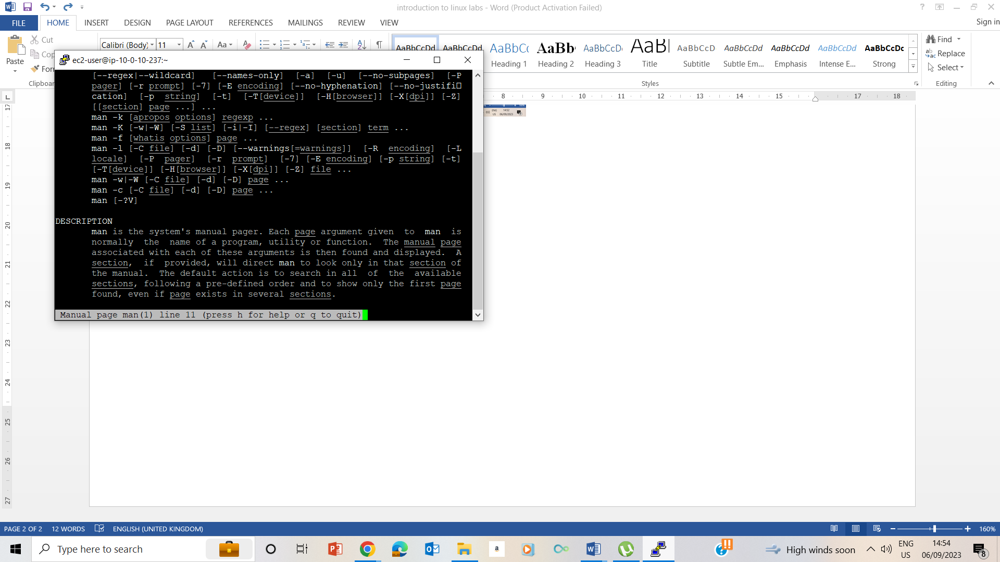 introduction to linux labs - Word (Product Activation Failed)
FILE HOME INSERT DESIGN PAGE LAYOUT REFERENCES MAILINGS REVIEW VIEW Sign in
Paste Cut
Clipboar
Calibri (Body) 11
AaBbCcDd AaBbCcDd AaBbC AaBb AaBbCcD AaB AaBbCcD AaBbCcDd AaBbCcDd AaBbCcDd AaBbCcDc
Heading 1 Heading 2 Heading 3 Title Subtitle Subtle Em... Emphasis Intense E... Strong
Styles
Find
Replace
Select
Editing
ec2-user@ip-10-0-10-237:~
[--regex|--wildcard] [--names-only] [-a] [-u] [--no-subpages] [-P
pager] [-r prompt] [-7] [-E encoding] [--no-hyphenation] [--no-justifi
cation] [-p string] [-t] [-T[device]] [-H[browser]] [-X[dpi]] [-Z]
[[section] page ...] ...
man -k [apropos options] regexp ...
man -K [-w|-W] [-S list] [-i|-I] [--regex] [section] term ...
man -f [whatis options] page ...
man -l [-C file] [-d] [-D] [--warnings[=warnings]] [-R encoding] [-L
locale] [-P pager] [-r prompt] [-7] [-E encoding] [-p string] [-t]
[-T[device]] [-H[browser]] [-X[dpi]] [-Z] file ...
man -w|-W [-C file] [-d] [-D] page ...
man -c [-C file] [-d] [-D] page ...
man [-?V]
DESCRIPTION
man is the system's manual pager. Each page argument given to man is
normally the name of a program, utility or function. The manual page
associated with each of these arguments is then found and displayed. A
section, if provided, will direct man to look only in that section of
the manual. The default action is to search in all of the available
sections, following a pre-defined order and to show only the first page
found, even if page exists in several sections.
Manual page man(1) line 11 (press h for help or q to quit)
8 9 10 11 12 13 14 15 17 18
17
18
19
20
21
22
23
24
25
26
27
ENG 14:52
US 06/09/2023
PAGE 2 OF 2 12 WORDS ENGLISH (UNITED KINGDOM) 160%
Type here to search
High winds soon
ENG
US
14:54
06/09/2023
8